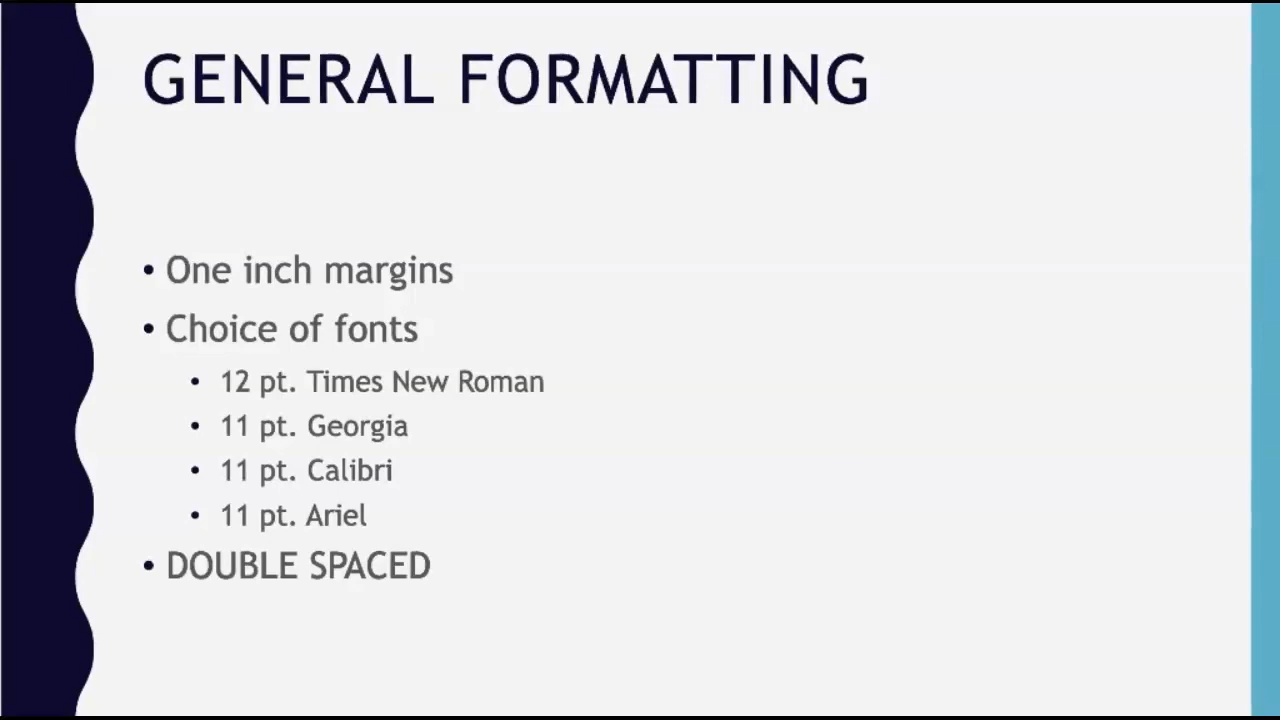 GENERAL FORMATTING
• One inch margins
• Choice of fonts
• 12 pt. Times New Roman
• 11 pt. Georgia
• 11 pt. Calibri
• 11 pt. Ariel
• DOUBLE SPACED